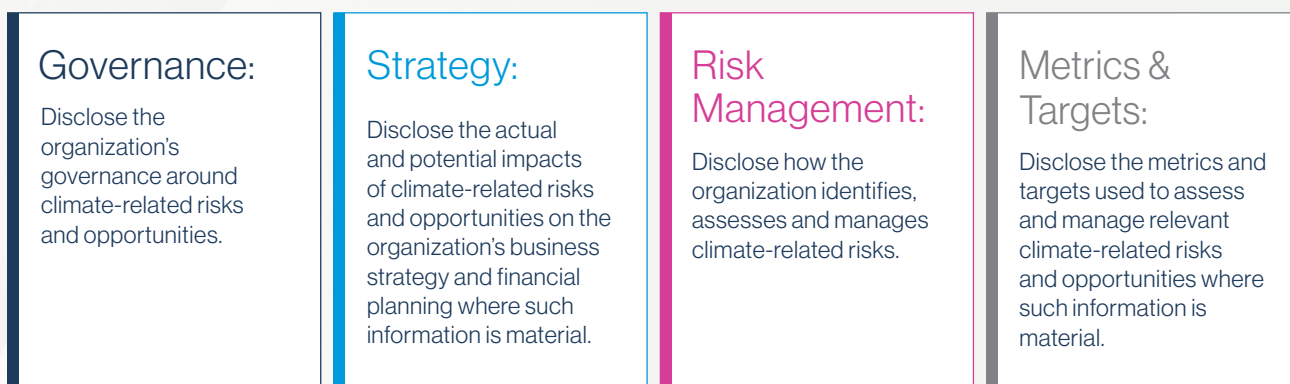 Governance:
Disclose the
organization’s
governance around
climate-related risks
and opportunities.
Strategy:
Disclose the actual
and potential impacts
of climate-related risks
and opportunities on the
organization’s business
strategy and financial
planning where such
information is material.
Risk
Management:
Disclose how the
organization identifies,
assesses and manages
climate-related risks.
Metrics &
Targets:
Disclose the metrics and
targets used to assess
and manage relevant
climate-related risks
and opportunities where
such information is
material.